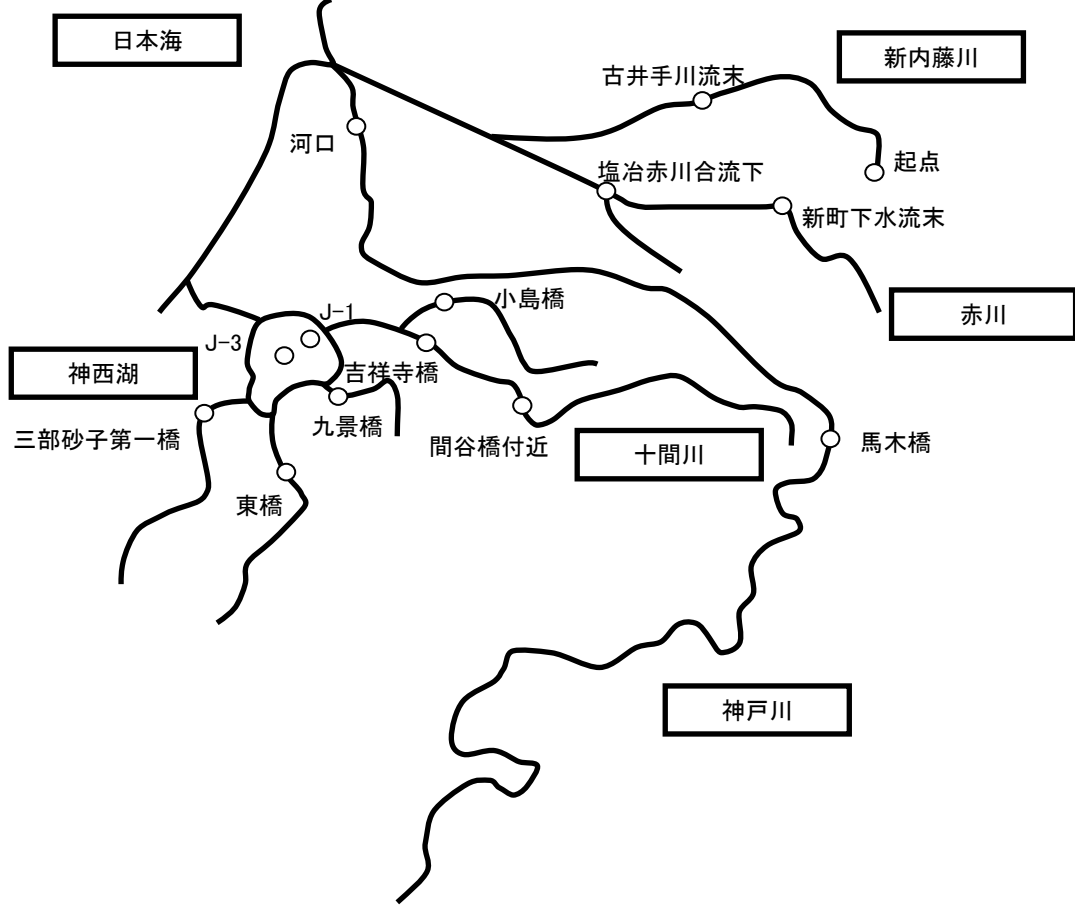 日本海
新内藤川
古井手川流末
河口
起点
塩冶赤川合流下
新町下水流末
小島橋
J-1
赤川
J-3
神西湖
吉祥寺橋
九景橋
三部砂子第一橋
間谷橋付近
十間川
馬木橋
東橋
神戸川